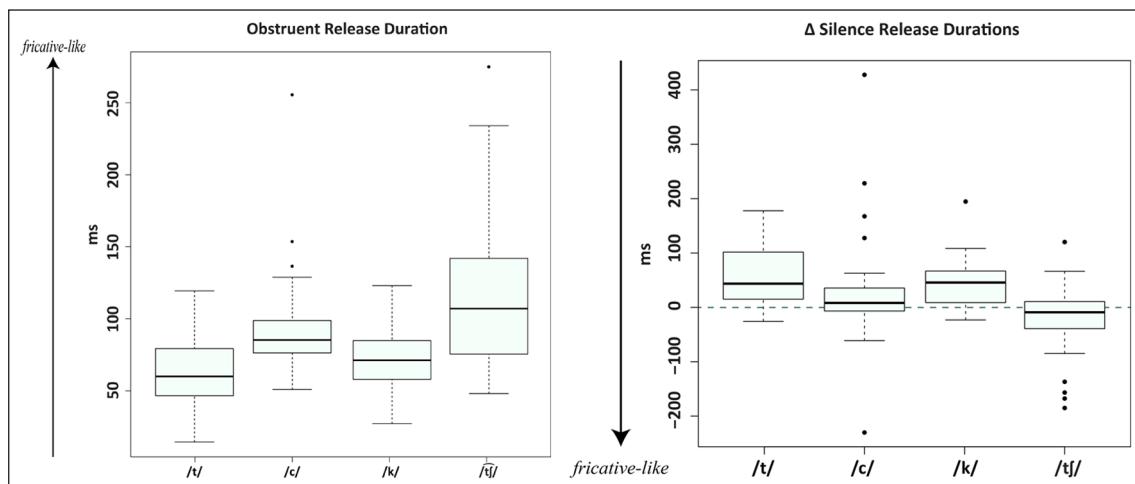 Obstruent Release Duration
fricative-like
ms
250
200
150
100
50
/t/ /c/ /k/ /t͡ʃ/
Δ Silence Release Durations
ms
400
300
200
100
0
−100
−200
fricative-like
/t/ /c/ /k/ /tʃ/